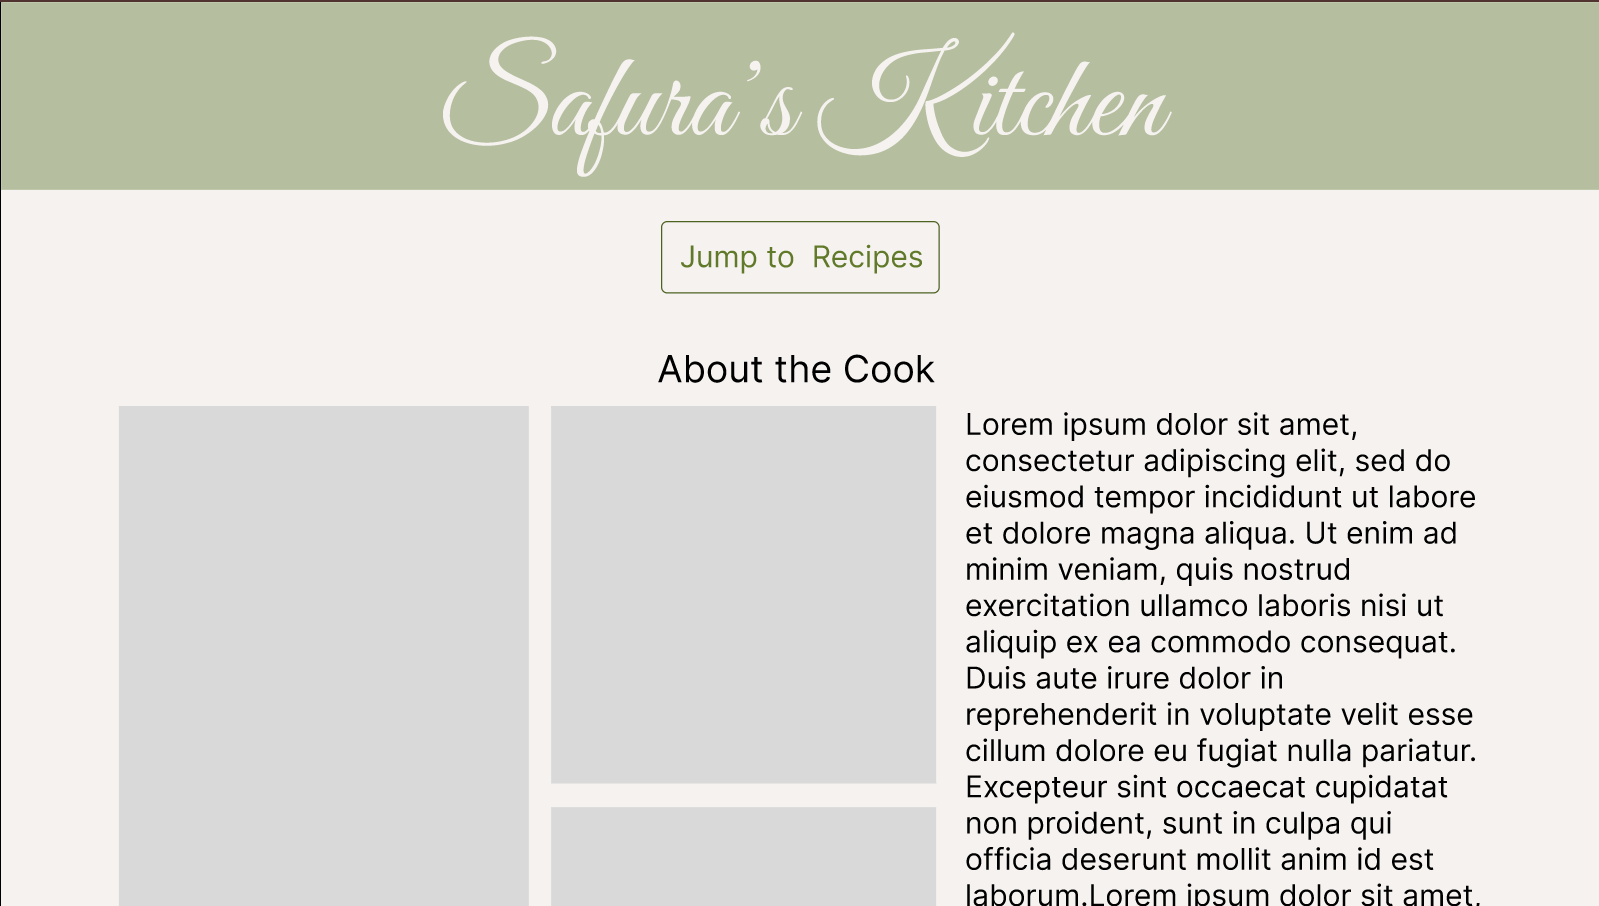 Safura's Kitchen
Jump to  Recipes
About the Cook
Lorem ipsum dolor sit amet,
consectetur adipiscing elit, sed do
eiusmod tempor incididunt ut labore
et dolore magna aliqua. Ut enim ad
minim veniam, quis nostrud
exercitation ullamco laboris nisi ut
aliquip ex ea commodo consequat.
Duis aute irure dolor in
reprehenderit in voluptate velit esse
cillum dolore eu fugiat nulla pariatur.
Excepteur sint occaecat cupidatat
non proident, sunt in culpa qui
officia deserunt mollit anim id est
laborum.Lorem ipsum dolor sit amet,